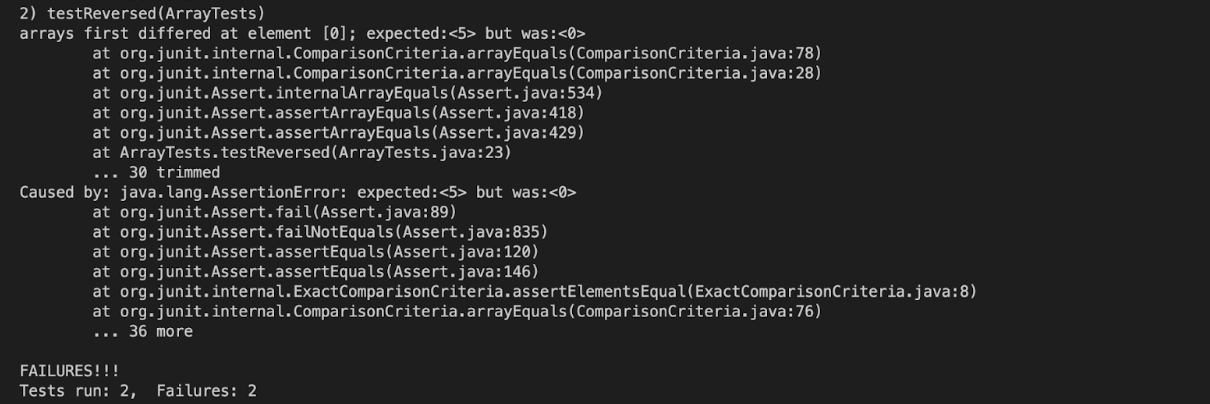 2) testReversed(ArrayTests)
arrays first differed at element [0]; expected:<5> but was:<0>
at org.junit.internal.ComparisonCriteria.arrayEquals(ComparisonCriteria.java:78)
at org.junit.internal.ComparisonCriteria.arrayEquals(ComparisonCriteria.java:28)
at org.junit.Assert.internalArrayEquals(Assert.java:534)
at org.junit.Assert.assertArrayEquals(Assert.java:418)
at org.junit.Assert.assertArrayEquals(Assert.java:429)
at ArrayTests.testReversed(ArrayTests.java:23)
... 30 trimmed
Caused by: java.lang.AssertionError: expected:<5> but was:<0>
at org.junit.Assert.fail(Assert.java:89)
at org.junit.Assert.failNotEquals(Assert.java:835)
at org.junit.Assert.assertEquals(Assert.java:120)
at org.junit.Assert.assertEquals(Assert.java:146)
at org.junit.internal.ExactComparisonCriteria.assertElementsEqual(ExactComparisonCriteria.java:8)
at org.junit.internal.ComparisonCriteria.arrayEquals(ComparisonCriteria.java:76)
... 36 more
FAILURES!!!
Tests run: 2,  Failures: 2